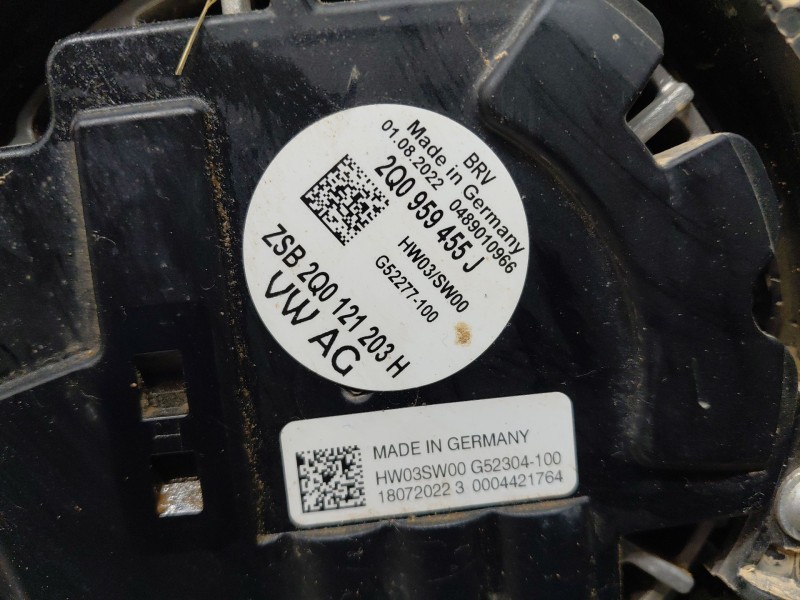 BRV
Made in Germany
01.08.2022 0489010966
2Q0 959 455 J
HW03/SW00
G52277-100
ZSB 2Q0 121 203 H
VW AG
MADE IN GERMANY
HW03SW00 G52304-100
18072022 3 0004421764